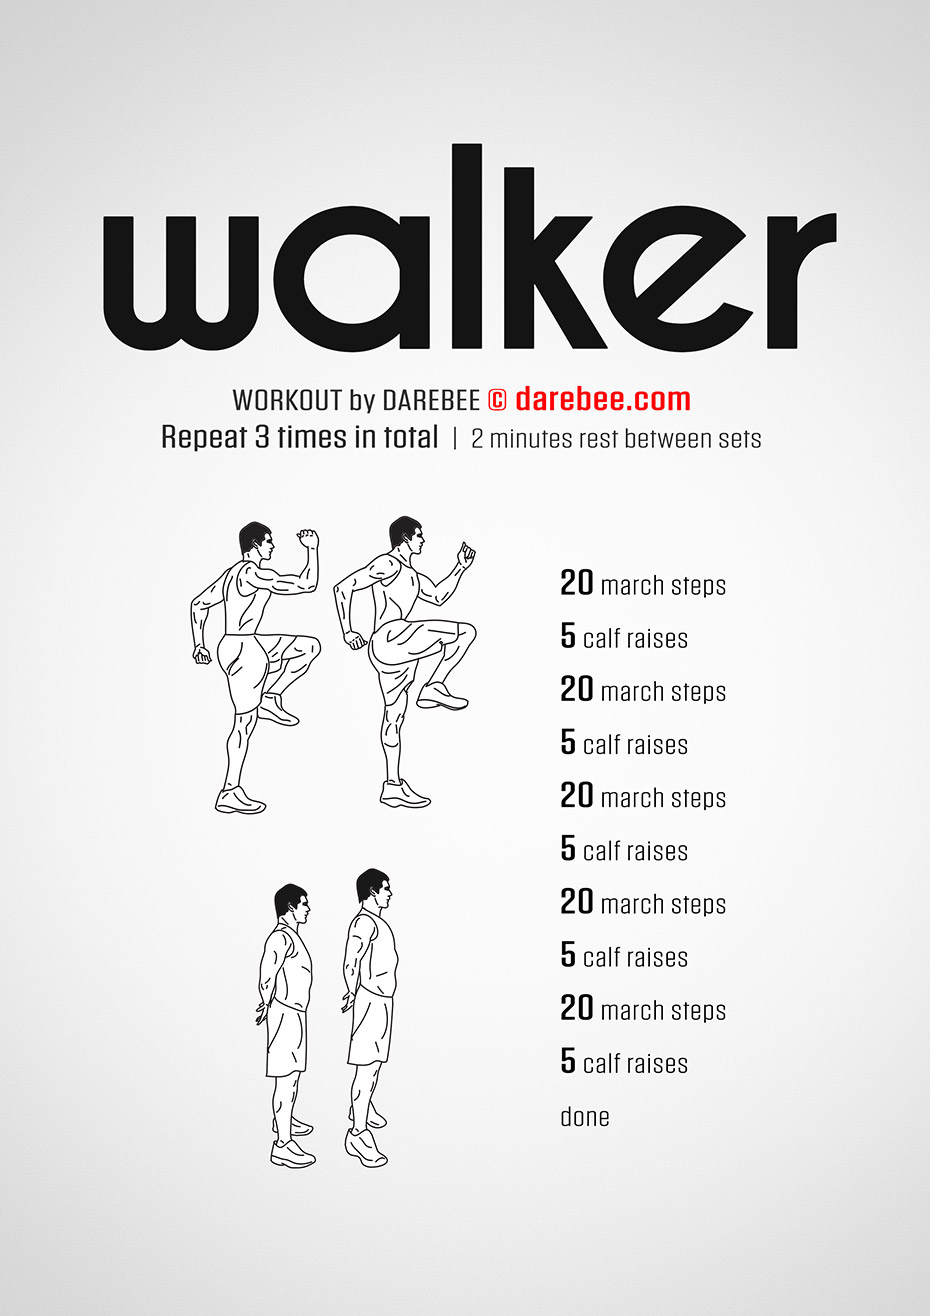 walker
WORKOUT by DAREBEE © darebee.com
Repeat 3 times in total | 2 minutes rest between sets
20 march steps
5 calf raises
20 march steps
5 calf raises
20 march steps
5 calf raises
20 march steps
5 calf raises
20 march steps
5 calf raises
done